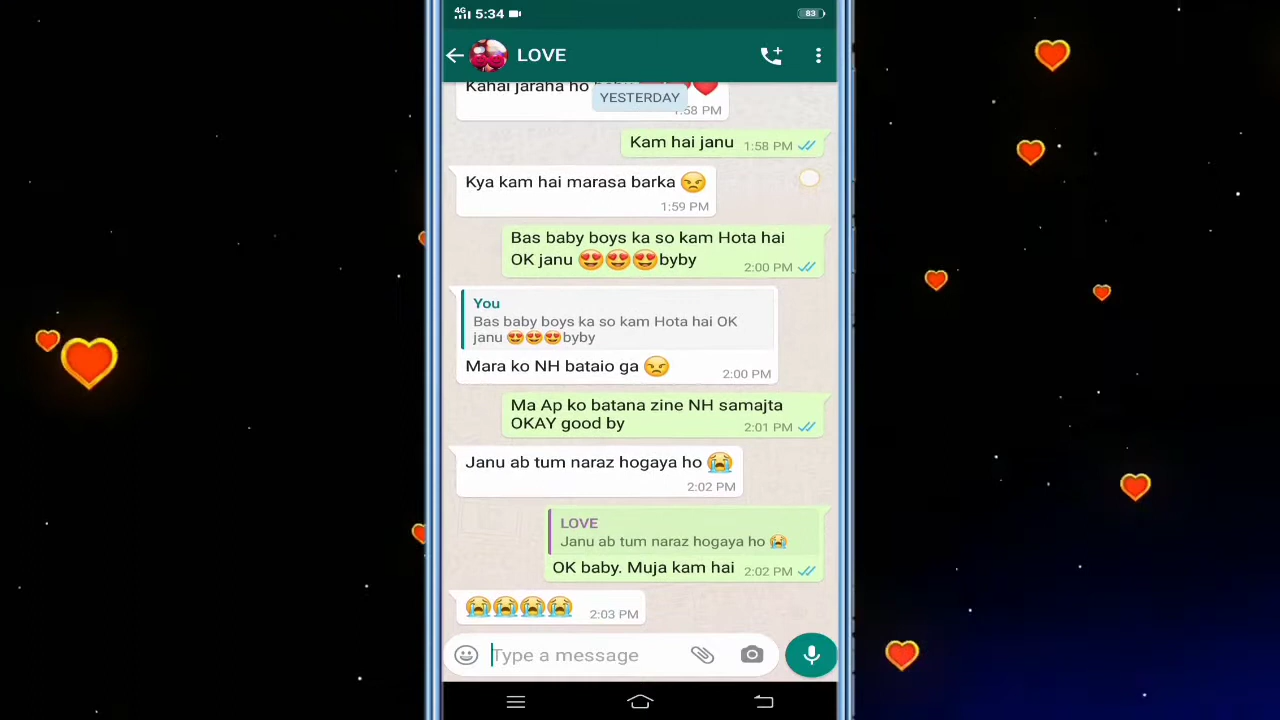 4G 5:34 83
LOVE
Kahai jaraha ho
YESTERDAY
1:58 PM
Kam hai janu 1:58 PM
Kya kam hai marasa barka 😒
1:59 PM
Bas baby boys ka so kam Hota hai
OK janu 😍😍😍byby 2:00 PM
You
Bas baby boys ka so kam Hota hai OK
janu 😍😍😍byby
Mara ko NH bataio ga 😒 2:00 PM
Ma Ap ko batana zine NH samajta
OKAY good by 2:01 PM
Janu ab tum naraz hogaya ho 😭
2:02 PM
LOVE
Janu ab tum naraz hogaya ho 😭
OK baby. Muja kam hai 2:02 PM
😭😭😭😭 2:03 PM
Type a message